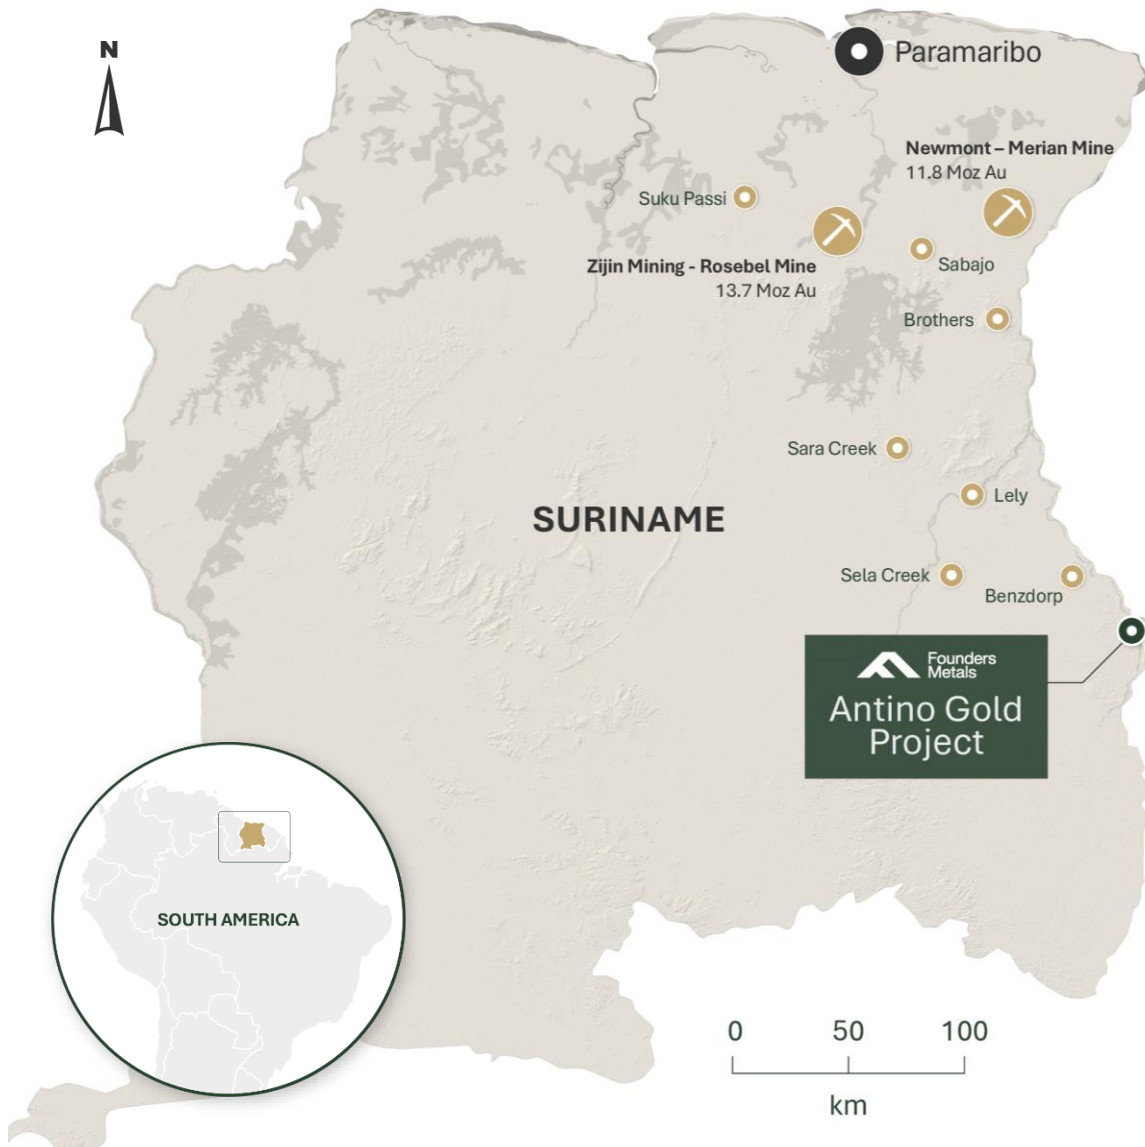 N
Paramaribo
Newmont – Merian Mine
11.8 Moz Au
Suku Passi
Zijin Mining - Rosebel Mine
13.7 Moz Au
Sabajo
Brothers
Sara Creek
Lely
SURINAME
Sela Creek
Benzdorp
Founders
Metals
Antino Gold
Project
SOUTH AMERICA
0 50 100
km